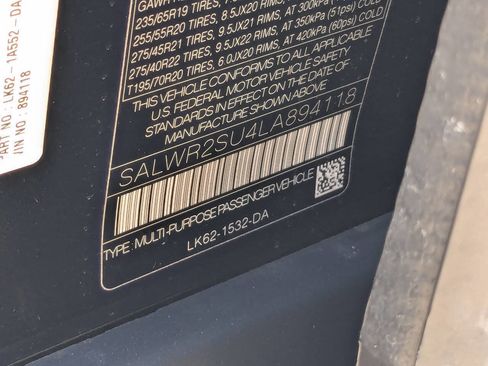 PART NO: LK62-1A552-DA
VIN NO: 894118
235/65R19 TIRES,
255/55R20 TIRES, 8.5JX20 RIMS, AT 300kPa
275/45R21 TIRES, 9.5JX21 RIMS, AT 350kPa (51psi) COLD
275/40R22 TIRES, 9.5JX22 RIMS, AT 350kPa (51psi) COLD
T195/70R20 TIRES, 6.0JX20 RIMS, AT 420kPa (60psi) COLD
THIS VEHICLE CONFORMS TO ALL APPLICABLE
U.S. FEDERAL MOTOR VEHICLE SAFETY
STANDARDS IN EFFECT ON THE DATE OF
MANUFACTURE
SALWR2SU4LA894118
TYPE: MULTI-PURPOSE PASSENGER VEHICLE
LK62-1532-DA